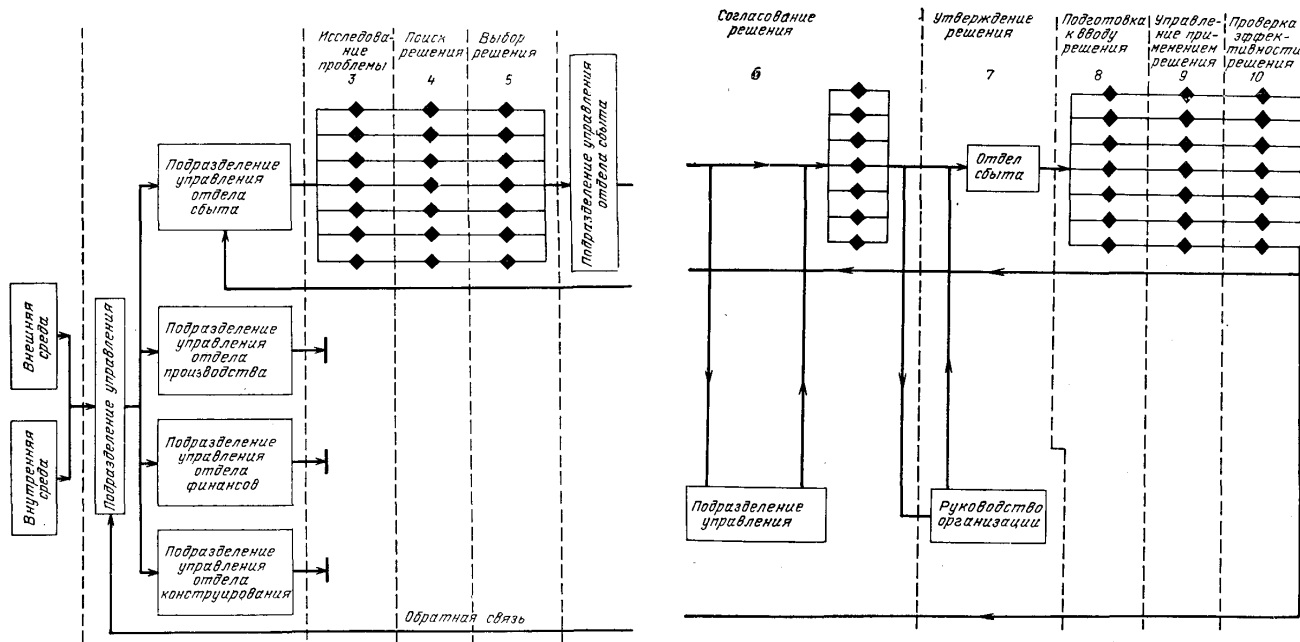 Исследова-
ние
проблемы
3
Поиск
решения
4
Выбор
решения
5
Согласование
решения
6
Утверждение
решения
7
Подготовка
к вводу
решения
8
Управле-
ние при-
менением
решения
9
Проверка
эффек-
тивности
решения
10
Внешняя
среда
Внутренняя
среда
Подразделение управления
Подразделение
управления
отдела
сбыта
Подразделение
управления
отдела
производства
Подразделение
управления
отдела
финансов
Подразделение
управления
отдела
конструирования
Подразделение управления
отдела сбыта
Отдел
сбыта
Подразделение
управления
Руководство
организации
Обратная связь